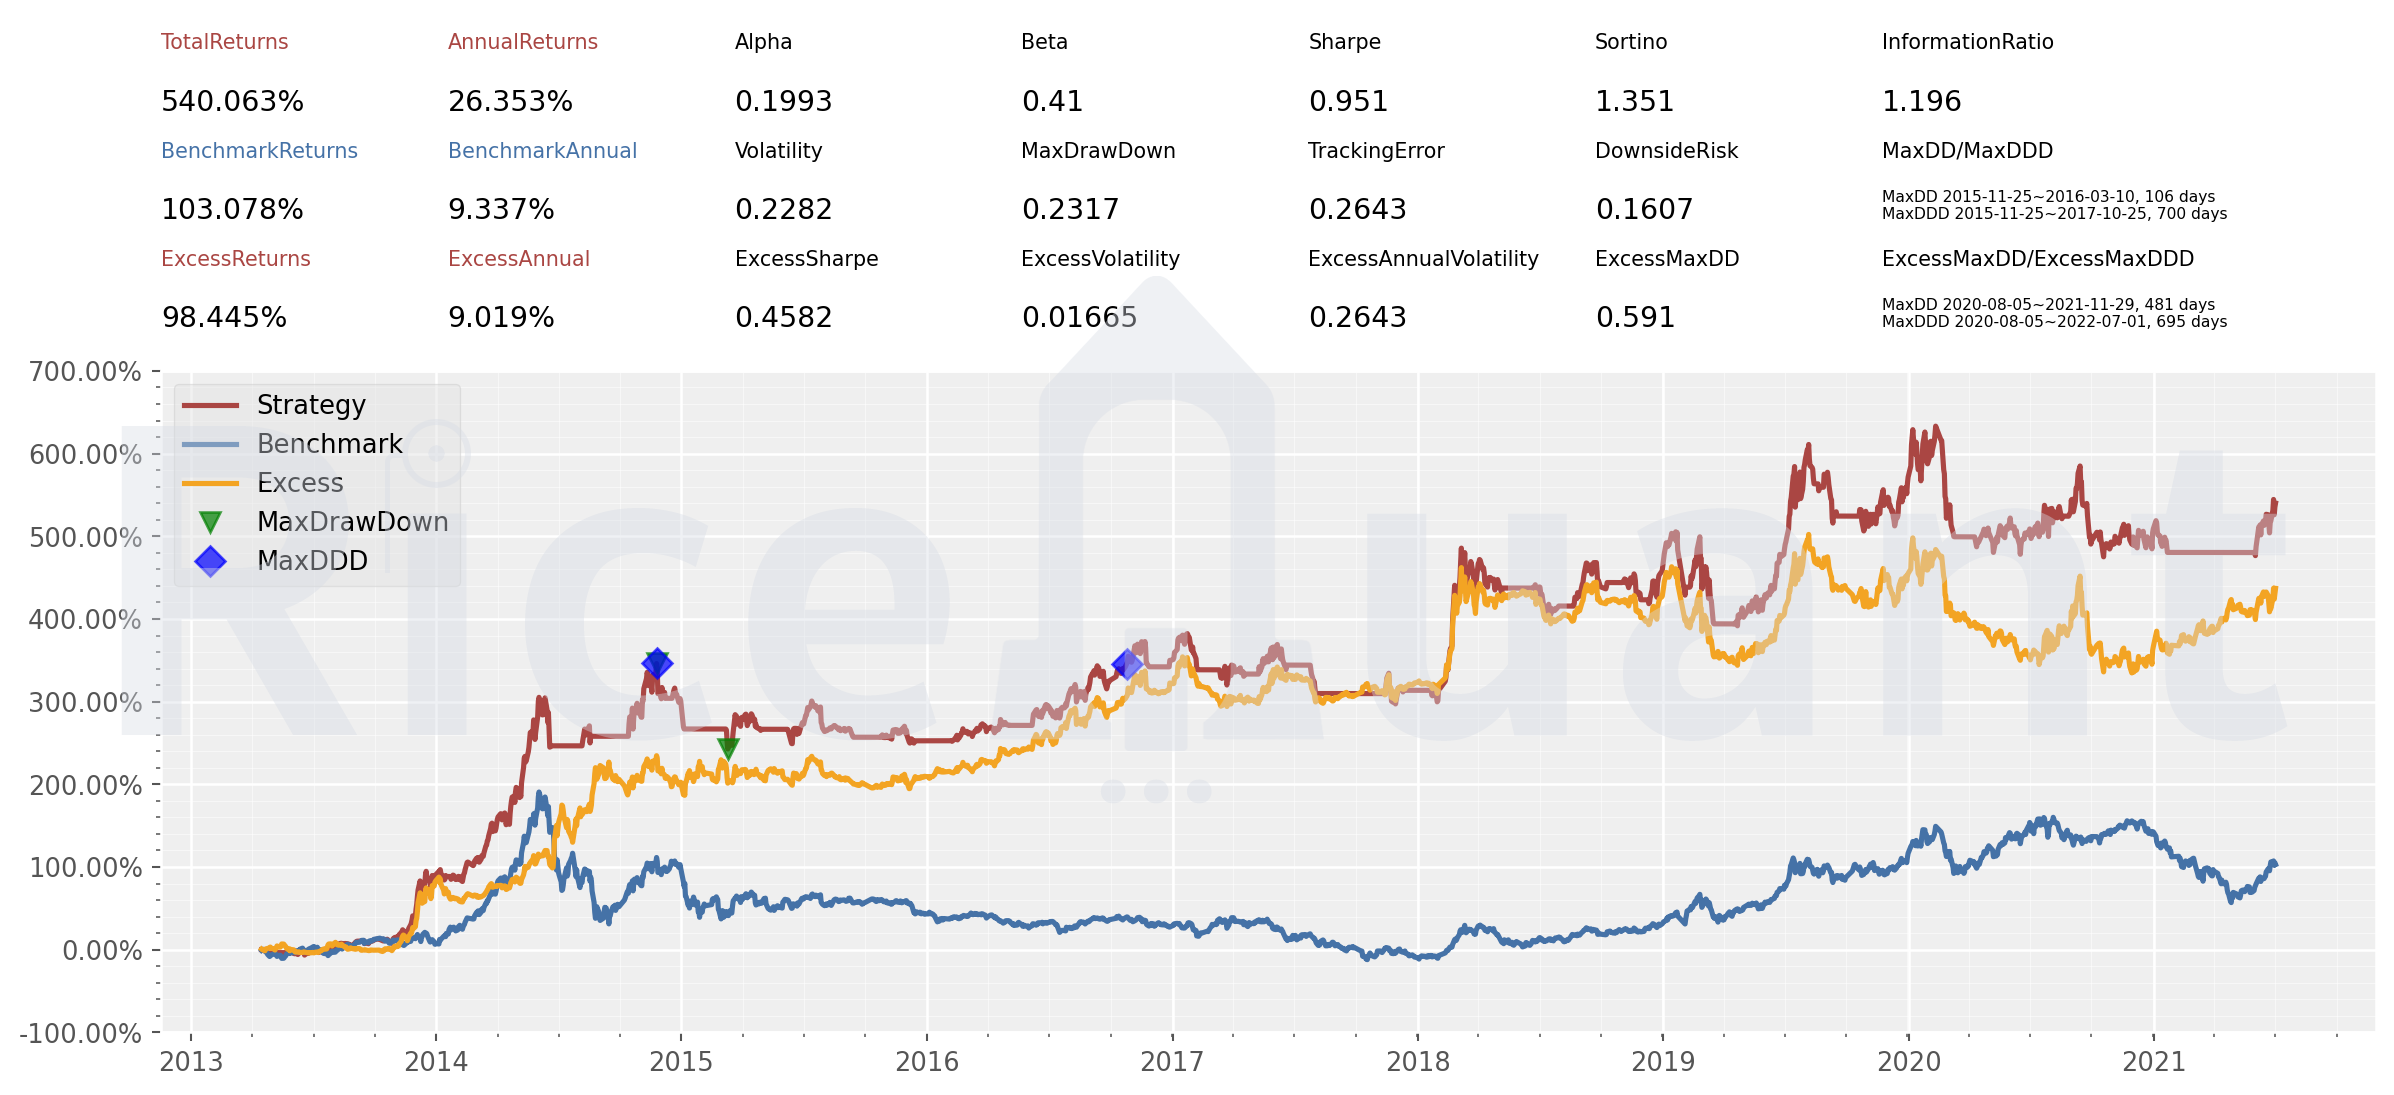 TotalReturns AnnualReturns Alpha Beta Sharpe Sortino InformationRatio
540.063% 26.353% 0.1993 0.41 0.951 1.351 1.196
BenchmarkReturns BenchmarkAnnual Volatility MaxDrawDown TrackingError DownsideRisk MaxDD/MaxDDD
103.078% 9.337% 0.2282 0.2317 0.2643 0.1607 MaxDD 2015-11-25~2016-03-10, 106 days
MaxDDD 2015-11-25~2017-10-25, 700 days
ExcessReturns ExcessAnnual ExcessSharpe ExcessVolatility ExcessAnnualVolatility ExcessMaxDD ExcessMaxDD/ExcessMaxDDD
98.445% 9.019% 0.4582 0.01665 0.2643 0.591 MaxDD 2020-08-05~2021-11-29, 481 days
MaxDDD 2020-08-05~2022-07-01, 695 days
700.00%
600.00%
500.00%
400.00%
300.00%
200.00%
100.00%
0.00%
-100.00%
Strategy
Benchmark
Excess
MaxDrawDown
MaxDDD
RiceQuant
2013 2014 2015 2016 2017 2018 2019 2020 2021